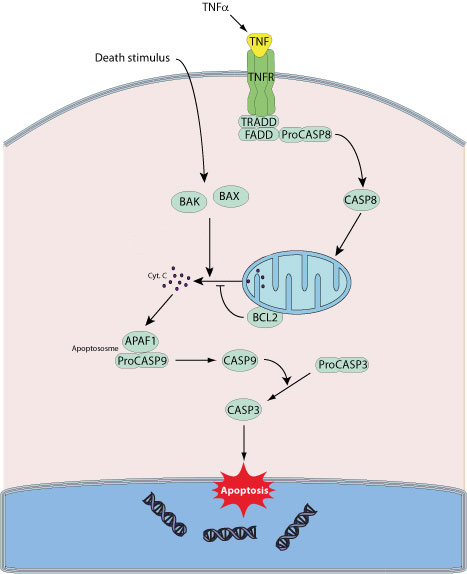 TNFα
TNF
Death stimulus
TNFR
TRADD
FADD
ProCASP8
BAK
BAX
CASP8
Cyt. C
BCL2
APAF1
Apoptososme
ProCASP9
CASP9
ProCASP3
CASP3
Apoptosis